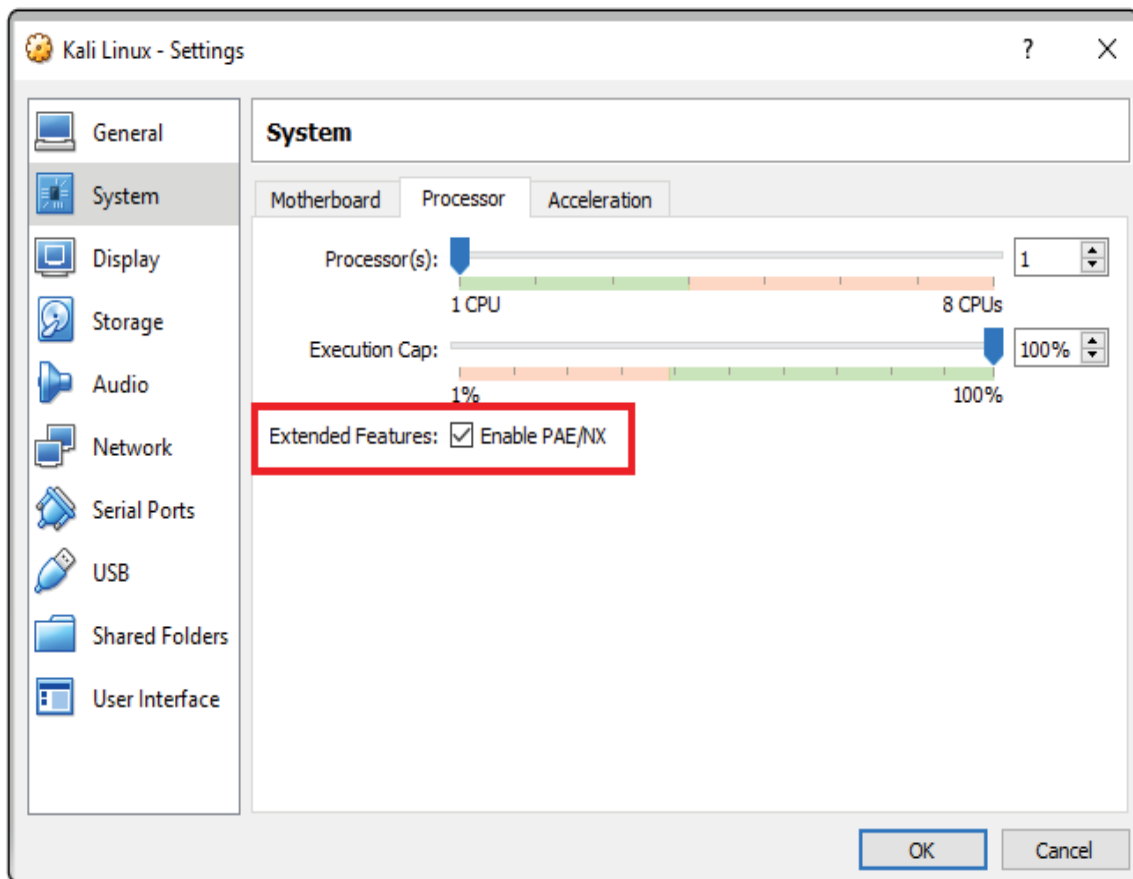 Kali Linux - Settings
?
General
System
Display
Storage
Audio
Network
Serial Ports
USB
Shared Folders
User Interface
System
Motherboard
Processor
Acceleration
Processor(s):
1
1 CPU
8 CPUs
Execution Cap:
100%
1%
100%
Extended Features:
Enable PAE/NX
OK
Cancel